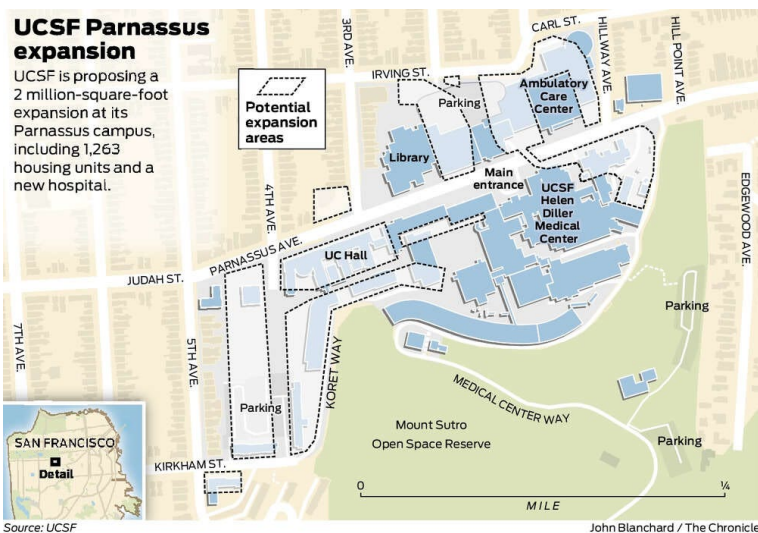 UCSF Parnassus
expansion
UCSF is proposing a
2 million-square-foot
expansion at its
Parnassus campus,
including 1,263
housing units and a
new hospital.
Potential
expansion
areas
3RD AVE.
IRVING ST.
CARL ST.
HILLWAY AVE.
HILL POINT AVE.
Parking
Ambulatory
Care
Center
Library
Main
entrance
UCSF
Helen
Diller
Medical
Center
4TH AVE.
PARNASSUS AVE.
UC Hall
EDGEWOOD AVE.
JUDAH ST.
7TH AVE.
5TH AVE.
KORET WAY
Parking
Parking
MEDICAL CENTER WAY
Mount Sutro
Open Space Reserve
Parking
KIRKHAM ST.
SAN FRANCISCO
Detail
0
1/4
MILE
Source: UCSF
John Blanchard / The Chronicle